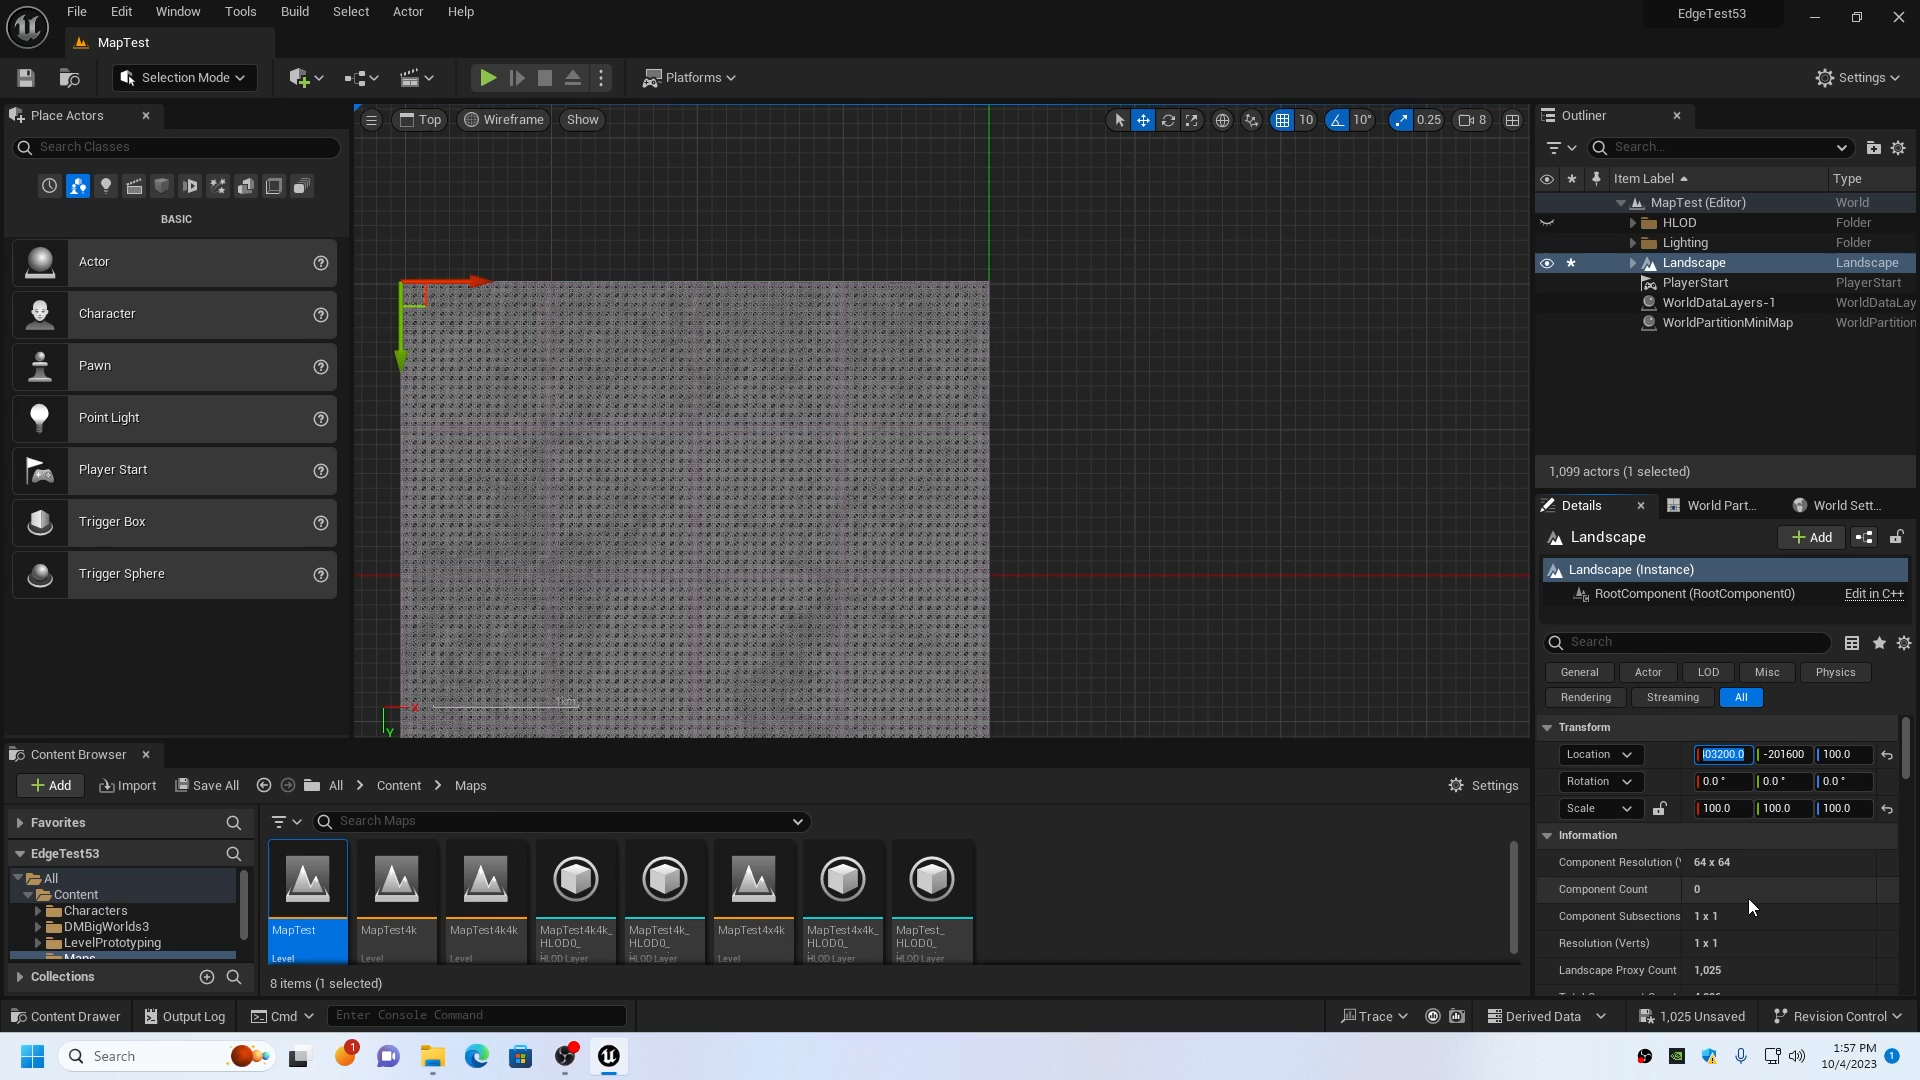 File Edit Window Tools Build Select Actor Help
EdgeTest53
MapTest
Selection Mode
Platforms
Settings
Place Actors
Search Classes
BASIC
Actor
Character
Pawn
Point Light
Player Start
Trigger Box
Trigger Sphere
Top
Wireframe
Show
10
10°
0.25
8
1km
X
Y
Outliner
Search...
Item Label
Type
MapTest (Editor) World
HLOD Folder
Lighting Folder
Landscape Landscape
PlayerStart PlayerStart
WorldDataLayers-1 WorldDataLay
WorldPartitionMiniMap WorldPartition
1,099 actors (1 selected)
Details
World Part...
World Sett...
Landscape
Add
Landscape (Instance)
RootComponent (RootComponent0)
Edit in C++
Search
General Actor LOD Misc Physics
Rendering Streaming All
Transform
Location 03200.0 -201600 100.0
Rotation 0.0 ° 0.0 ° 0.0 °
Scale 100.0 100.0 100.0
Information
Component Resolution ( 64 x 64
Component Count 0
Component Subsections 1 x 1
Resolution (Verts) 1 x 1
Landscape Proxy Count 1,025
Content Browser
Add
Import
Save All
All
Content
Maps
Settings
Favorites
EdgeTest53
All
Content
Characters
DMBigWorlds3
LevelPrototyping
Maps
Collections
Search Maps
MapTest
Level
MapTest4k
Level
MapTest4k4k
Level
MapTest4k4k_
HLOD0_
HLOD Layer
MapTest4k_
HLOD0_
HLOD Layer
MapTest4x4k
Level
MapTest4x4k_
HLOD0_
HLOD Layer
MapTest_
HLOD0_
HLOD Layer
8 items (1 selected)
Content Drawer
Output Log
Cmd
Enter Console Command
Trace
Derived Data
1,025 Unsaved
Revision Control
Search
1
1:57 PM
10/4/2023
1